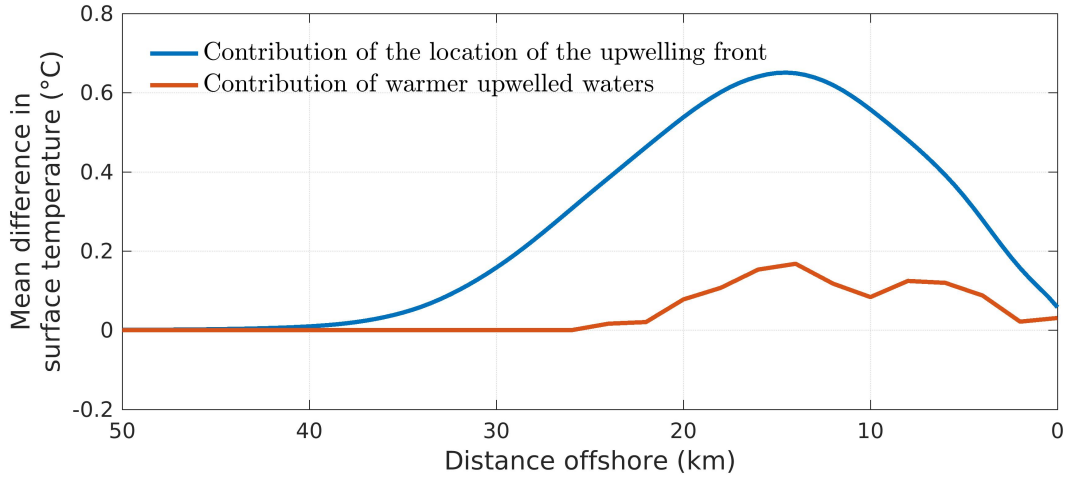 0.8
0.6
0.4
0.2
0
-0.2
Mean difference in
surface temperature (°C)
Contribution of the location of the upwelling front
Contribution of warmer upwelled waters
50 40 30 20 10 0
Distance offshore (km)